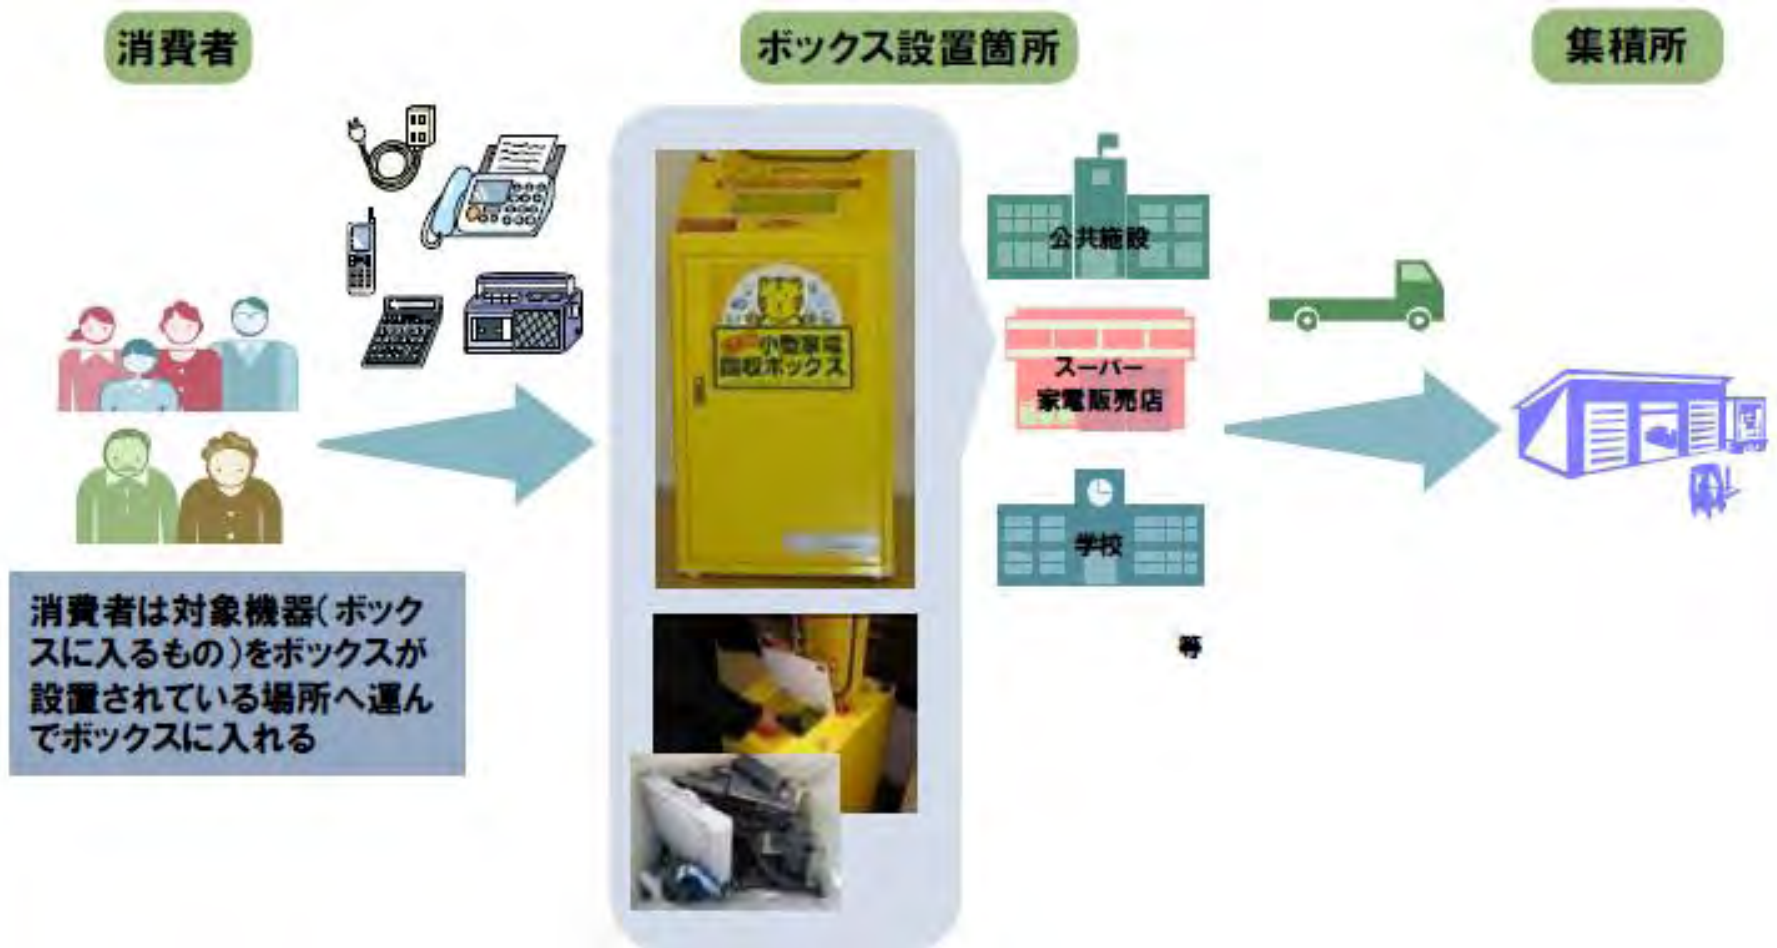 消費者
ボックス設置箇所
集積所
小型家電
回収ボックス
公共施設
スーパー
家電販売店
学校
等
消費者は対象機器(ボック
スに入るもの)をボックスが
設置されている場所へ運ん
でボックスに入れる